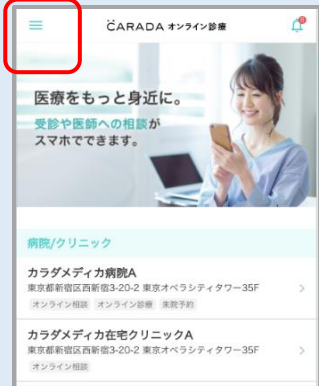 CARADA オンライン診療
医療をもっと身近に。
受診や医師への相談が
スマホでできます。
病院/クリニック
カラダメディカ病院A
東京都新宿区西新宿3-20-2 東京オペラシティタワー35F
オンライン相談 オンライン診療 来院予約
カラダメディカ在宅クリニックA
東京都新宿区西新宿3-20-2 東京オペラシティタワー35F
オンライン相談